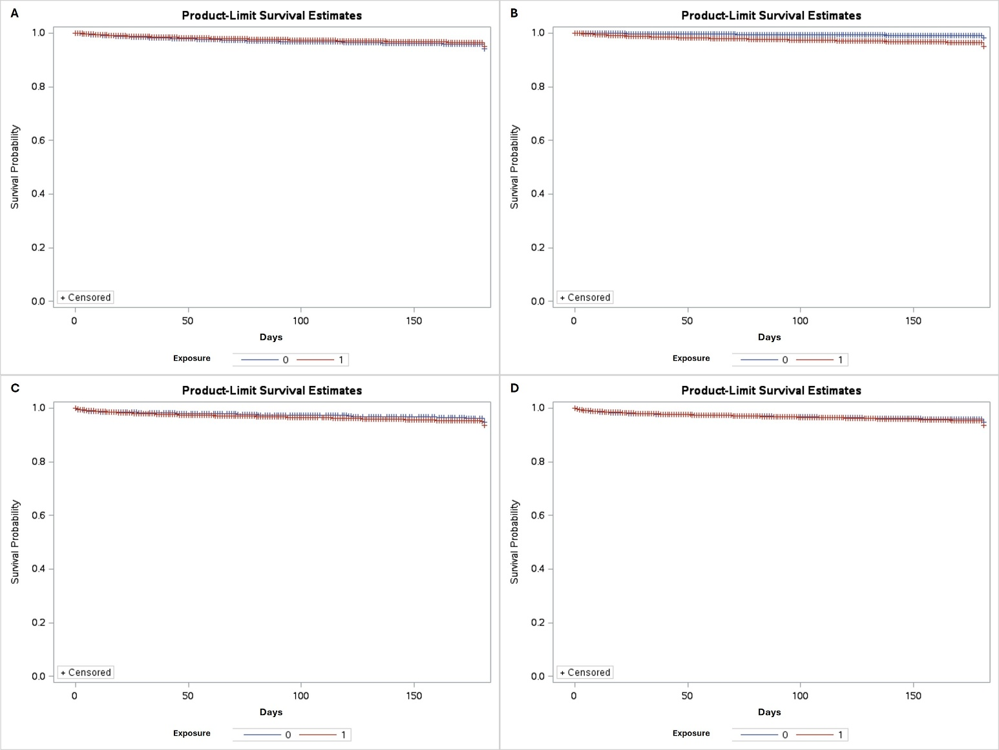 A
Product-Limit Survival Estimates
1.0
0.8
0.6
0.4
0.2
0.0
Survival Probability
+ Censored
0 50 100 150
Days
Exposure 0 1
B
Product-Limit Survival Estimates
1.0
0.8
0.6
0.4
0.2
0.0
Survival Probability
+ Censored
0 50 100 150
Days
Exposure 0 1
C
Product-Limit Survival Estimates
1.0
0.8
0.6
0.4
0.2
0.0
Survival Probability
+ Censored
0 50 100 150
Days
Exposure 0 1
D
Product-Limit Survival Estimates
1.0
0.8
0.6
0.4
0.2
0.0
Survival Probability
+ Censored
0 50 100 150
Days
Exposure 0 1